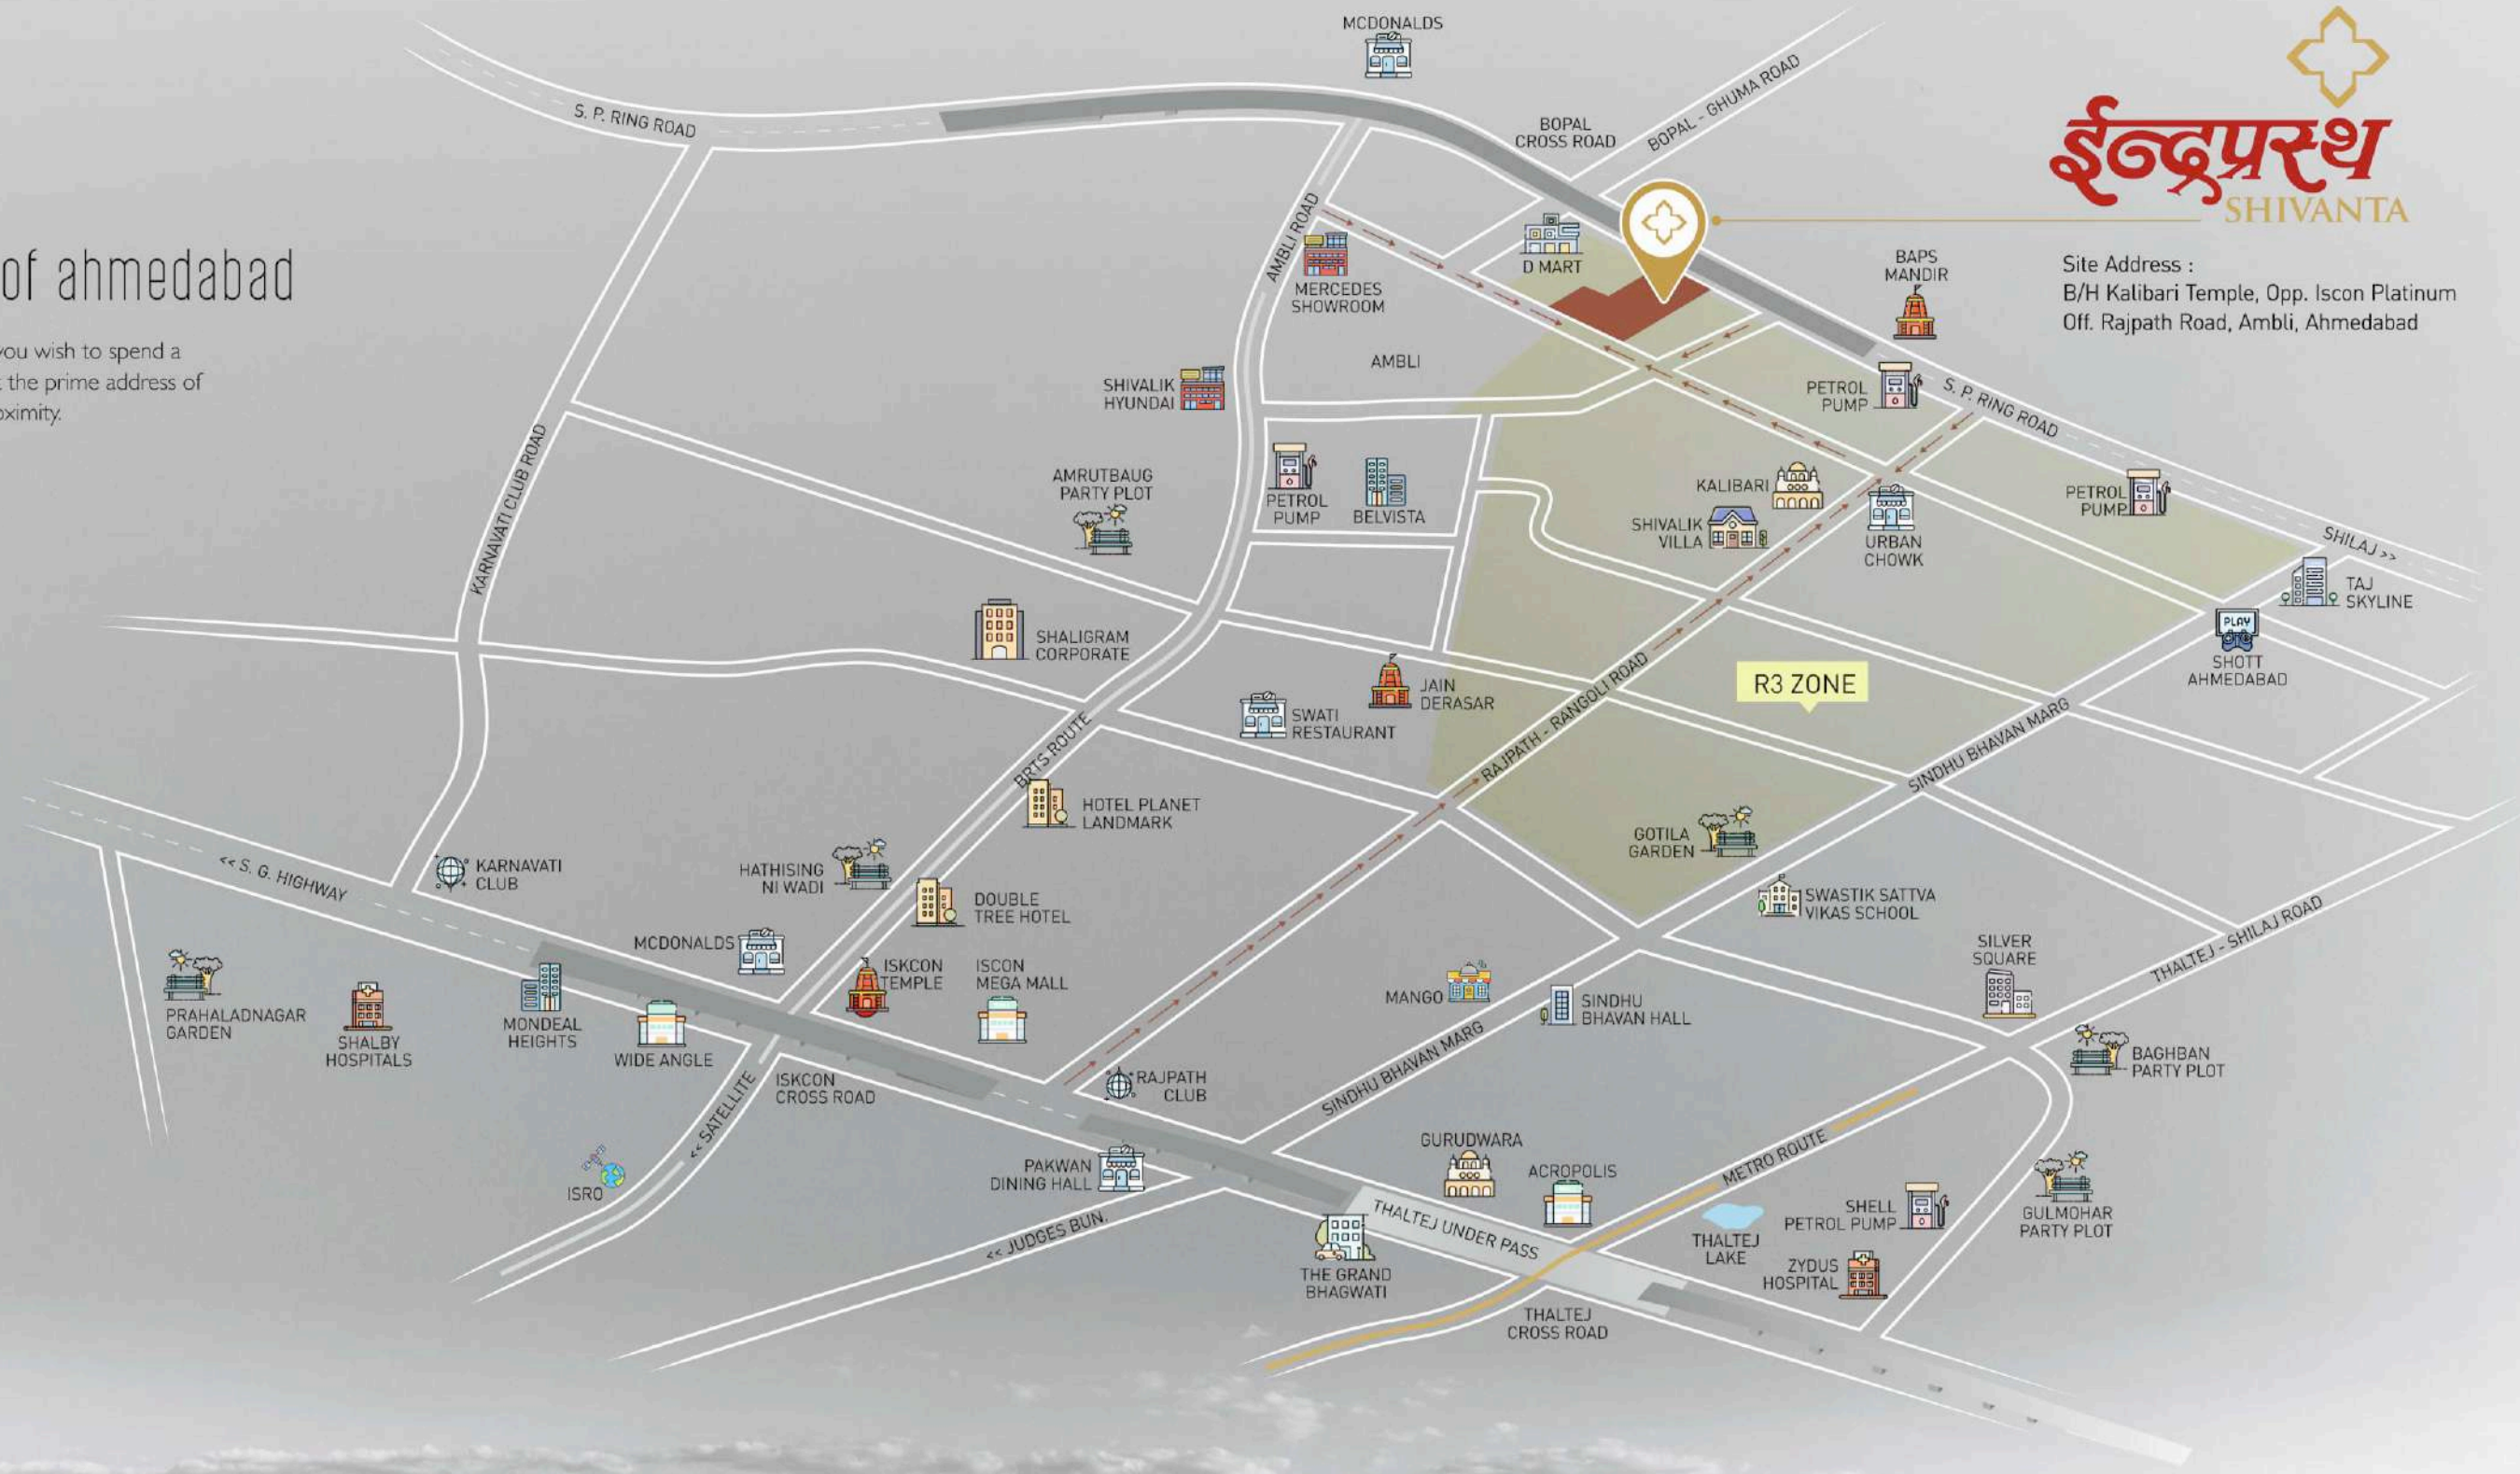 of ahmedabad
you wish to spend a
the prime address of
oximity.
MCDONALDS
S. P. RING ROAD
BOPAL
CROSS ROAD
BOPAL - GHUMA ROAD
ईन्द्रप्रस्थ
SHIVANTA
Site Address :
B/H Kalibari Temple, Opp. Iscon Platinum
Off. Rajpath Road, Ambli, Ahmedabad
AMBLI ROAD
MERCEDES
SHOWROOM
D MART
BAPS
MANDIR
AMBLI
SHIVALIK
HYUNDAI
PETROL
PUMP
S. P. RING ROAD
KARNAVATI CLUB ROAD
AMRUTBAUG
PARTY PLOT
PETROL
PUMP
BELVISTA
KALIBARI
SHIVALIK
VILLA
URBAN
CHOWK
PETROL
PUMP
SHILAJ >>
TAJ
SKYLINE
PLAY
SHOTT
AHMEDABAD
SHALIGRAM
CORPORATE
JAIN
DERASAR
SWATI
RESTAURANT
RAJPATH - RANGOLI ROAD
R3 ZONE
SINDHU BHAVAN MARG
BRTS ROUTE
HOTEL PLANET
LANDMARK
GOTILA
GARDEN
<< S. G. HIGHWAY
KARNAVATI
CLUB
HATHISING
NI WADI
DOUBLE
TREE HOTEL
SWASTIK SATTVA
VIKAS SCHOOL
MCDONALDS
ISKCON
TEMPLE
ISCON
MEGA MALL
SILVER
SQUARE
THALTEJ - SHILAJ ROAD
PRAHALADNAGAR
GARDEN
SHALBY
HOSPITALS
MONDEAL
HEIGHTS
WIDE ANGLE
MANGO
SINDHU
BHAVAN HALL
SINDHU BHAVAN MARG
BAGHBAN
PARTY PLOT
ISKCON
CROSS ROAD
RAJPATH
CLUB
<< SATELLITE
ISRO
PAKWAN
DINING HALL
<< JUDGES BUN.
GURUDWARA
ACROPOLIS
METRO ROUTE
THALTEJ UNDER PASS
THE GRAND
BHAGWATI
THALTEJ
LAKE
SHELL
PETROL PUMP
ZYDUS
HOSPITAL
GULMOHAR
PARTY PLOT
THALTEJ
CROSS ROAD